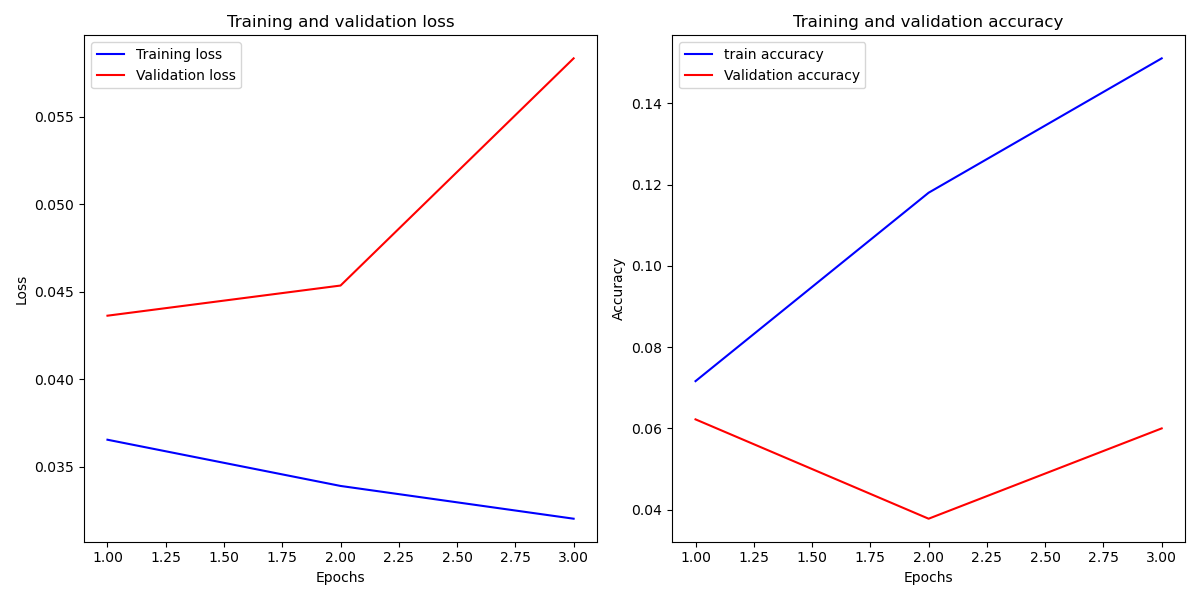 Training and validation loss
Training loss
Validation loss
0.055
0.050
0.045
0.040
0.035
Loss
1.00 1.25 1.50 1.75 2.00 2.25 2.50 2.75 3.00
Epochs
Training and validation accuracy
train accuracy
Validation accuracy
0.14
0.12
0.10
0.08
0.06
0.04
Accuracy
1.00 1.25 1.50 1.75 2.00 2.25 2.50 2.75 3.00
Epochs